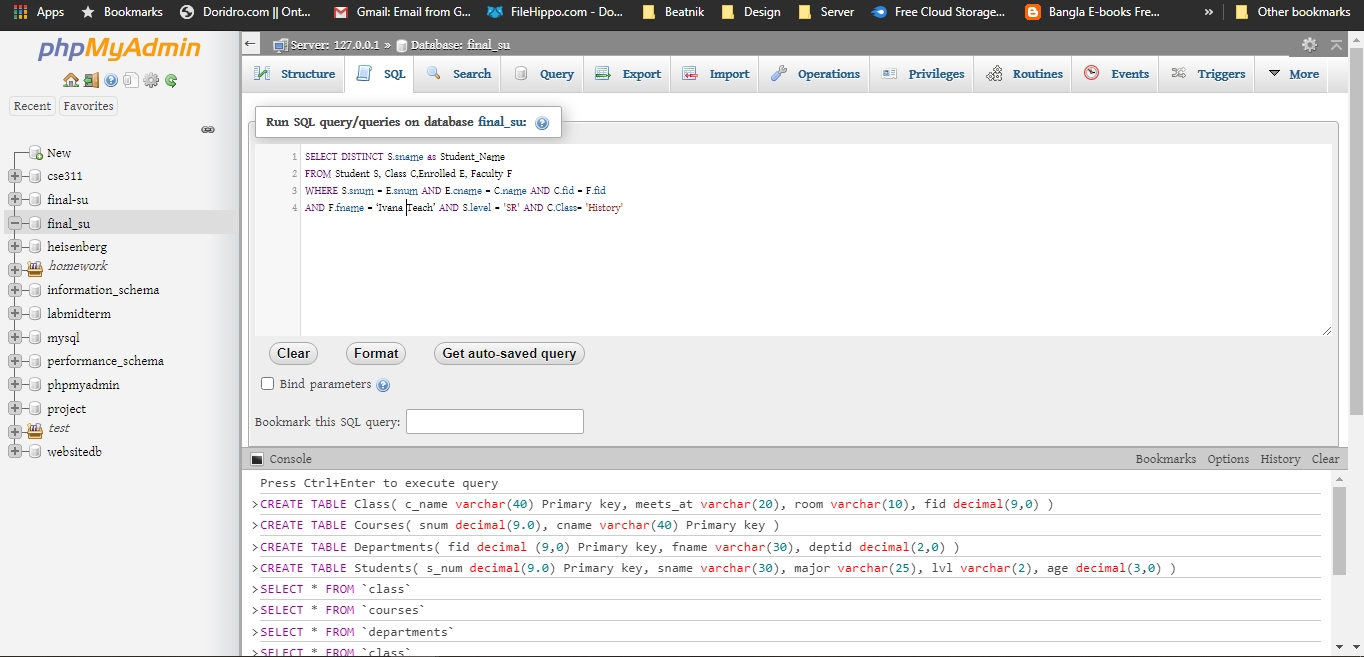 Apps Bookmarks Doridro.com || Ont... Gmail: Email from G... FileHippo.com - Do... Beatnik Design Server Free Cloud Storage... Bangla E-books Fre... » Other bookmarks
phpMyAdmin
Recent Favorites
New
cse311
final-su
final_su
heisenberg
homework
information_schema
labmidterm
mysql
performance_schema
phpmyadmin
project
test
websitedb
Server: 127.0.0.1 » Database: final_su
Structure SQL Search Query Export Import Operations Privileges Routines Events Triggers More
Run SQL query/queries on database final_su:
1 SELECT DISTINCT S.sname as Student_Name
2 FROM Student S, Class C,Enrolled E, Faculty F
3 WHERE S.snum = E.snum AND E.cname = C.name AND C.fid = F.fid
4 AND F.fname = ‘Ivana Teach’ AND S.level = 'SR' AND C.Class= 'History'
Clear Format Get auto-saved query
Bind parameters
Bookmark this SQL query:
Console Bookmarks Options History Clear
Press Ctrl+Enter to execute query
>CREATE TABLE Class( c_name varchar(40) Primary key, meets_at varchar(20), room varchar(10), fid decimal(9,0) )
>CREATE TABLE Courses( snum decimal(9.0), cname varchar(40) Primary key )
>CREATE TABLE Departments( fid decimal (9,0) Primary key, fname varchar(30), deptid decimal(2,0) )
>CREATE TABLE Students( s_num decimal(9.0) Primary key, sname varchar(30), major varchar(25), lvl varchar(2), age decimal(3,0) )
>SELECT * FROM `class`
>SELECT * FROM `courses`
>SELECT * FROM `departments`
>SELECT * FROM `class`